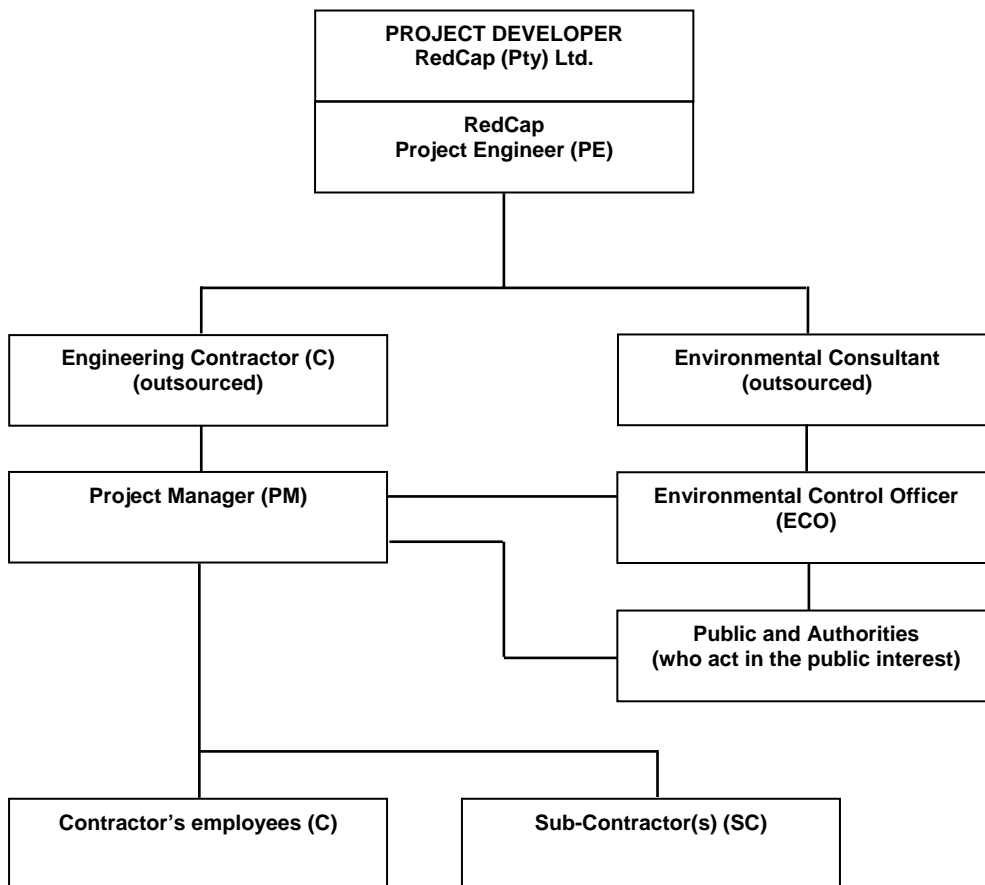 PROJECT DEVELOPER
RedCap (Pty) Ltd.
RedCap
Project Engineer (PE)
Engineering Contractor (C)
(outsourced)
Environmental Consultant
(outsourced)
Project Manager (PM)
Environmental Control Officer
(ECO)
Public and Authorities
(who act in the public interest)
Contractor’s employees (C)
Sub-Contractor(s) (SC)